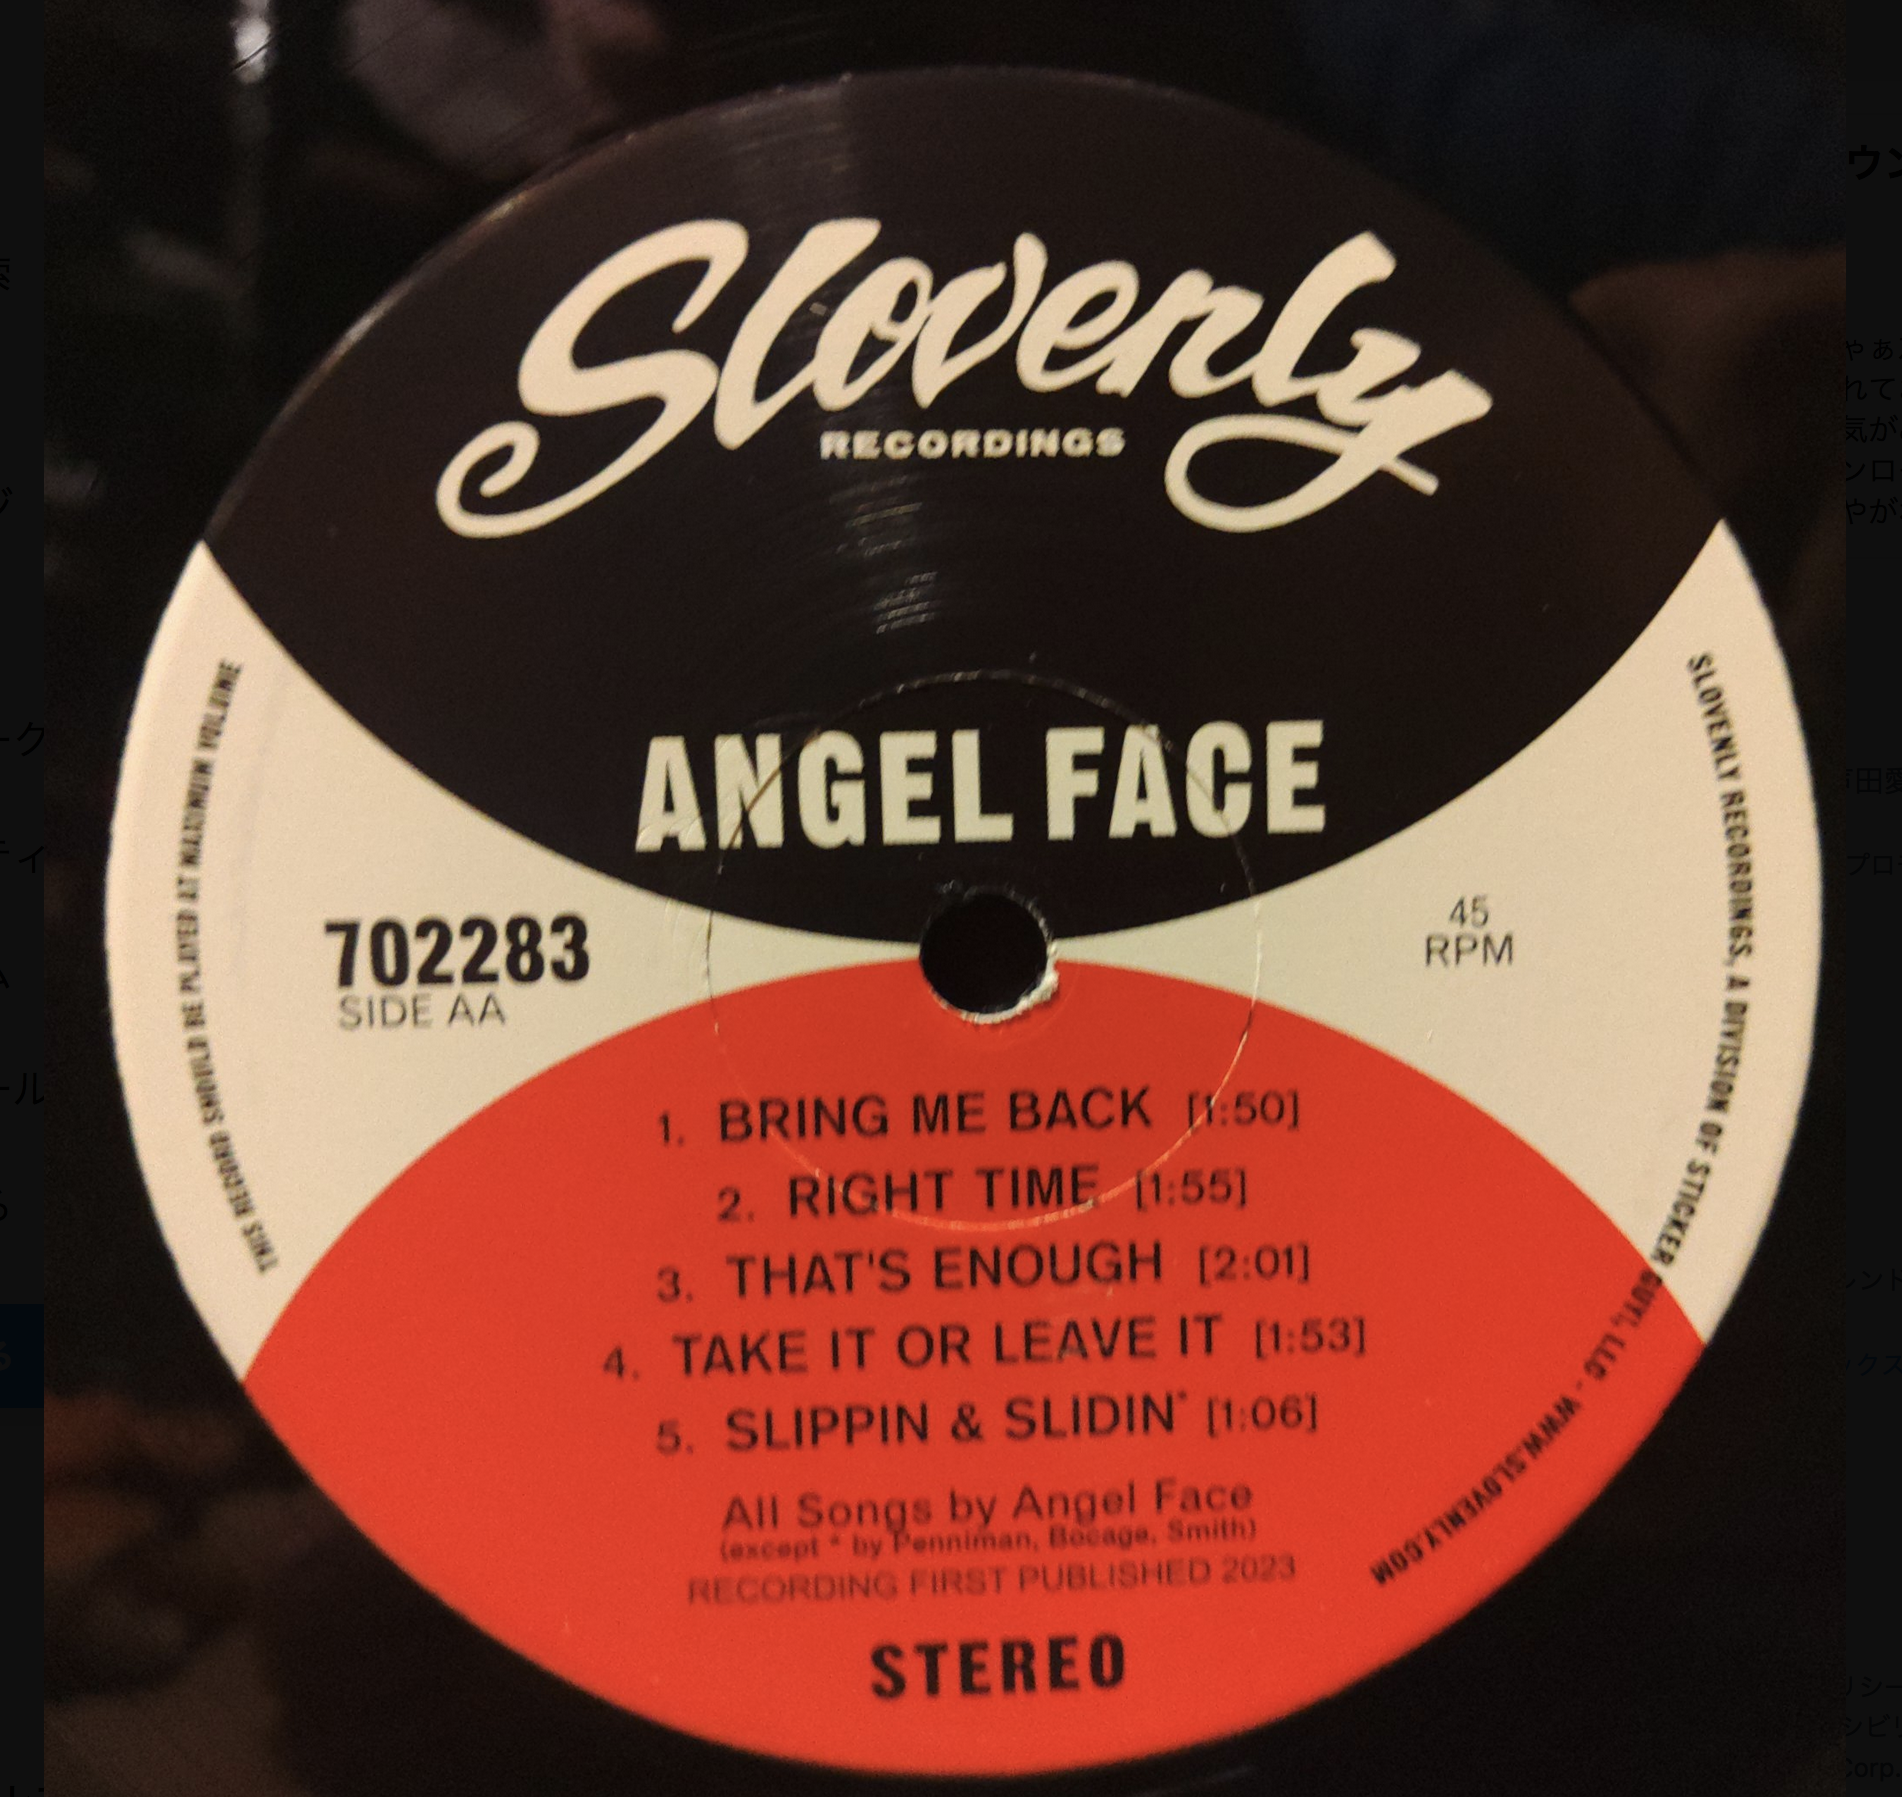 Slovenly
RECORDINGS
ANGEL FACE
702283
SIDE AA
45
RPM
THIS RECORD SHOULD BE PLAYED AT MAXIMUM VOLUME
SLOVENLY RECORDINGS, A DIVISION OF STICKER GUY!, LLC - WWW.SLOVENLY.COM
1. BRING ME BACK [1:50]
2. RIGHT TIME [1:55]
3. THAT'S ENOUGH [2:01]
4. TAKE IT OR LEAVE IT [1:53]
5. SLIPPIN & SLIDIN* [1:06]
All Songs by Angel Face
(except * by Penniman, Bocage, Smith)
RECORDING FIRST PUBLISHED 2023
STEREO